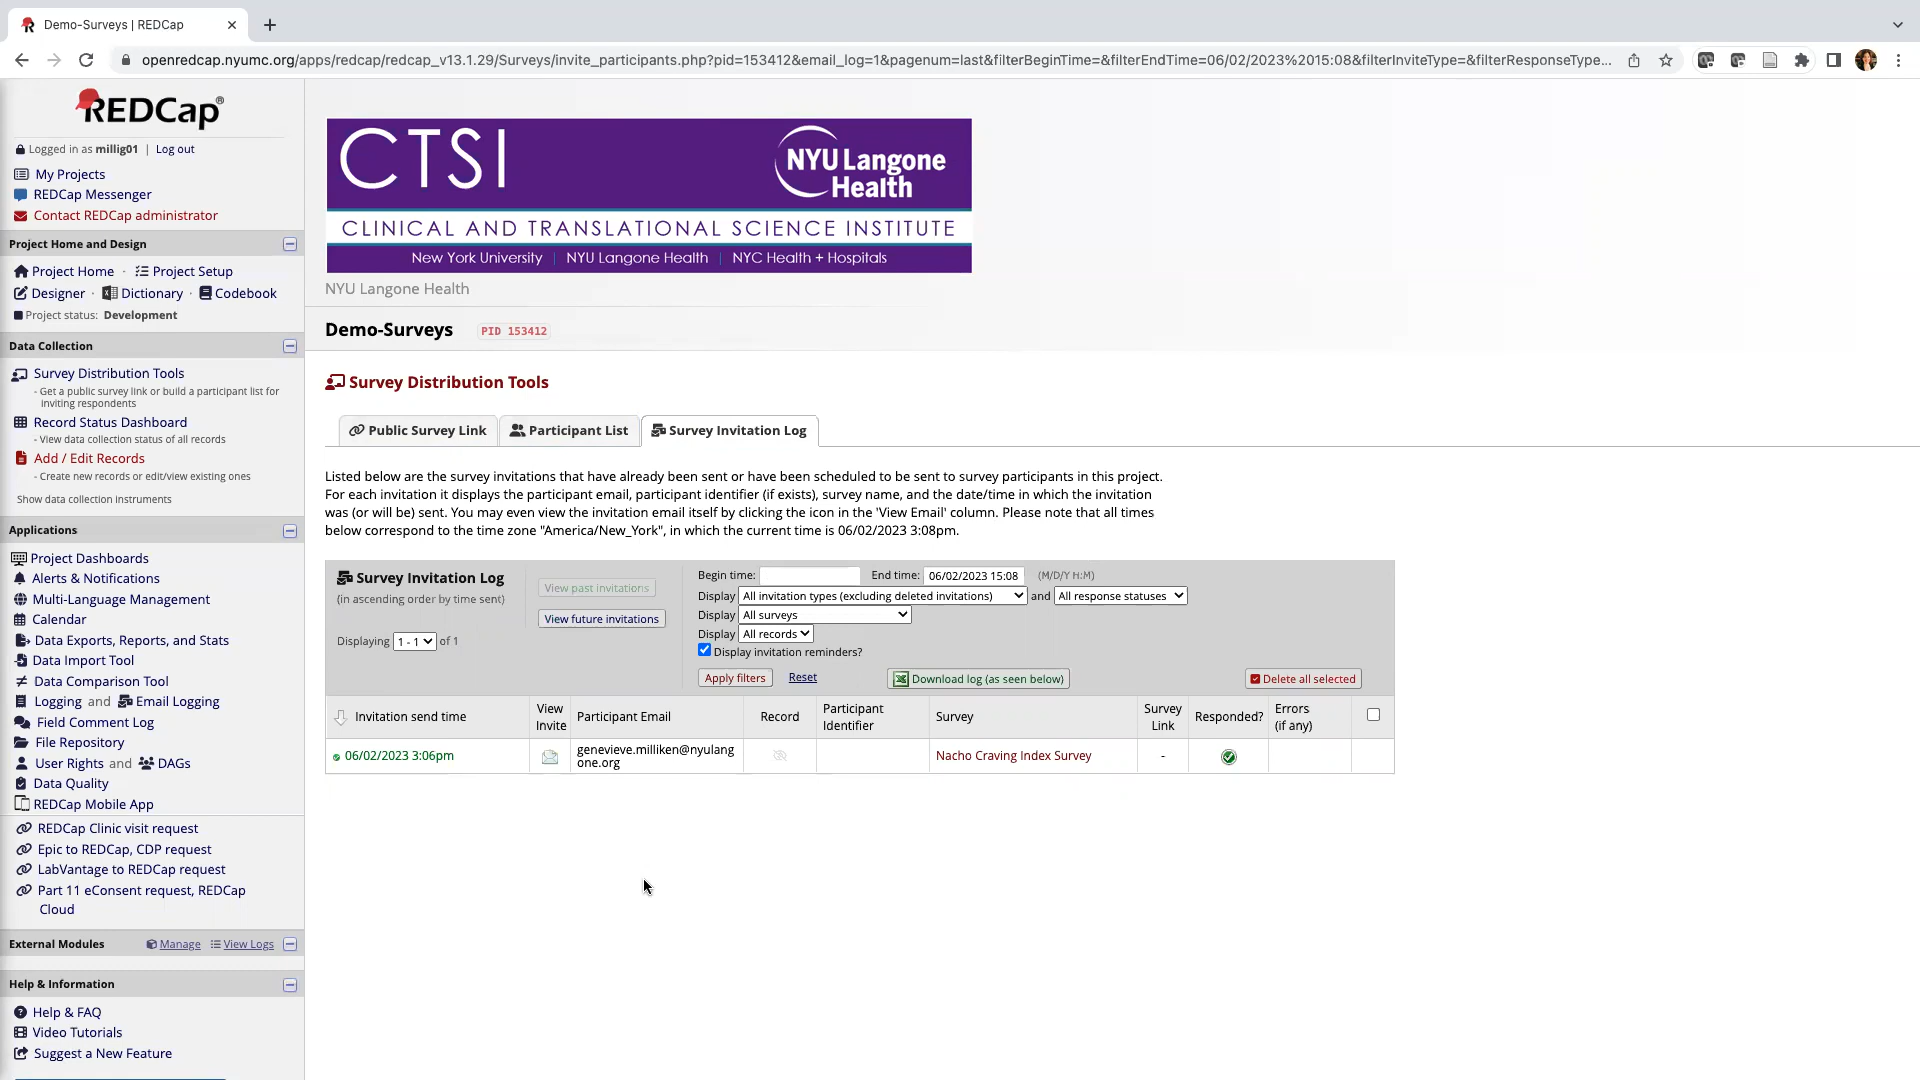 Demo-Surveys | REDCap
openredcap.nyumc.org/apps/redcap/redcap_v13.1.29/Surveys/invite_participants.php?pid=153412&email_log=1&pagenum=last&filterBeginTime=&filterEndTime=06/02/2023%2015:08&filterInviteType=&filterResponseType...
REDCap®
Logged in as millig01 | Log out
My Projects
REDCap Messenger
Contact REDCap administrator
Project Home and Design
Project Home · Project Setup
Designer · Dictionary · Codebook
Project status: Development
Data Collection
Survey Distribution Tools
- Get a public survey link or build a participant list for
inviting respondents
Record Status Dashboard
- View data collection status of all records
Add / Edit Records
- Create new records or edit/view existing ones
Show data collection instruments
Applications
Project Dashboards
Alerts & Notifications
Multi-Language Management
Calendar
Data Exports, Reports, and Stats
Data Import Tool
Data Comparison Tool
Logging and Email Logging
Field Comment Log
File Repository
User Rights and DAGs
Data Quality
REDCap Mobile App
REDCap Clinic visit request
Epic to REDCap, CDP request
LabVantage to REDCap request
Part 11 eConsent request, REDCap
Cloud
External Modules Manage View Logs
Help & Information
Help & FAQ
Video Tutorials
Suggest a New Feature
CTSI
NYU Langone
Health
CLINICAL AND TRANSLATIONAL SCIENCE INSTITUTE
New York University | NYU Langone Health | NYC Health + Hospitals
NYU Langone Health
Demo-Surveys PID 153412
Survey Distribution Tools
Public Survey Link Participant List Survey Invitation Log
Listed below are the survey invitations that have already been sent or have been scheduled to be sent to survey participants in this project.
For each invitation it displays the participant email, participant identifier (if exists), survey name, and the date/time in which the invitation
was (or will be) sent. You may even view the invitation email itself by clicking the icon in the 'View Email' column. Please note that all times
below correspond to the time zone "America/New_York", in which the current time is 06/02/2023 3:08pm.
Survey Invitation Log
(in ascending order by time sent)
Displaying 1 - 1 of 1
View past invitations
View future invitations
Begin time: End time: 06/02/2023 15:08 (M/D/Y H:M)
Display All invitation types (excluding deleted invitations) and All response statuses
Display All surveys
Display All records
Display invitation reminders?
Apply filters Reset Download log (as seen below) Delete all selected
Invitation send time View Invite Participant Email Record Participant Identifier Survey Survey Link Responded? Errors (if any)
06/02/2023 3:06pm genevieve.milliken@nyulang Nacho Craving Index Survey -
one.org